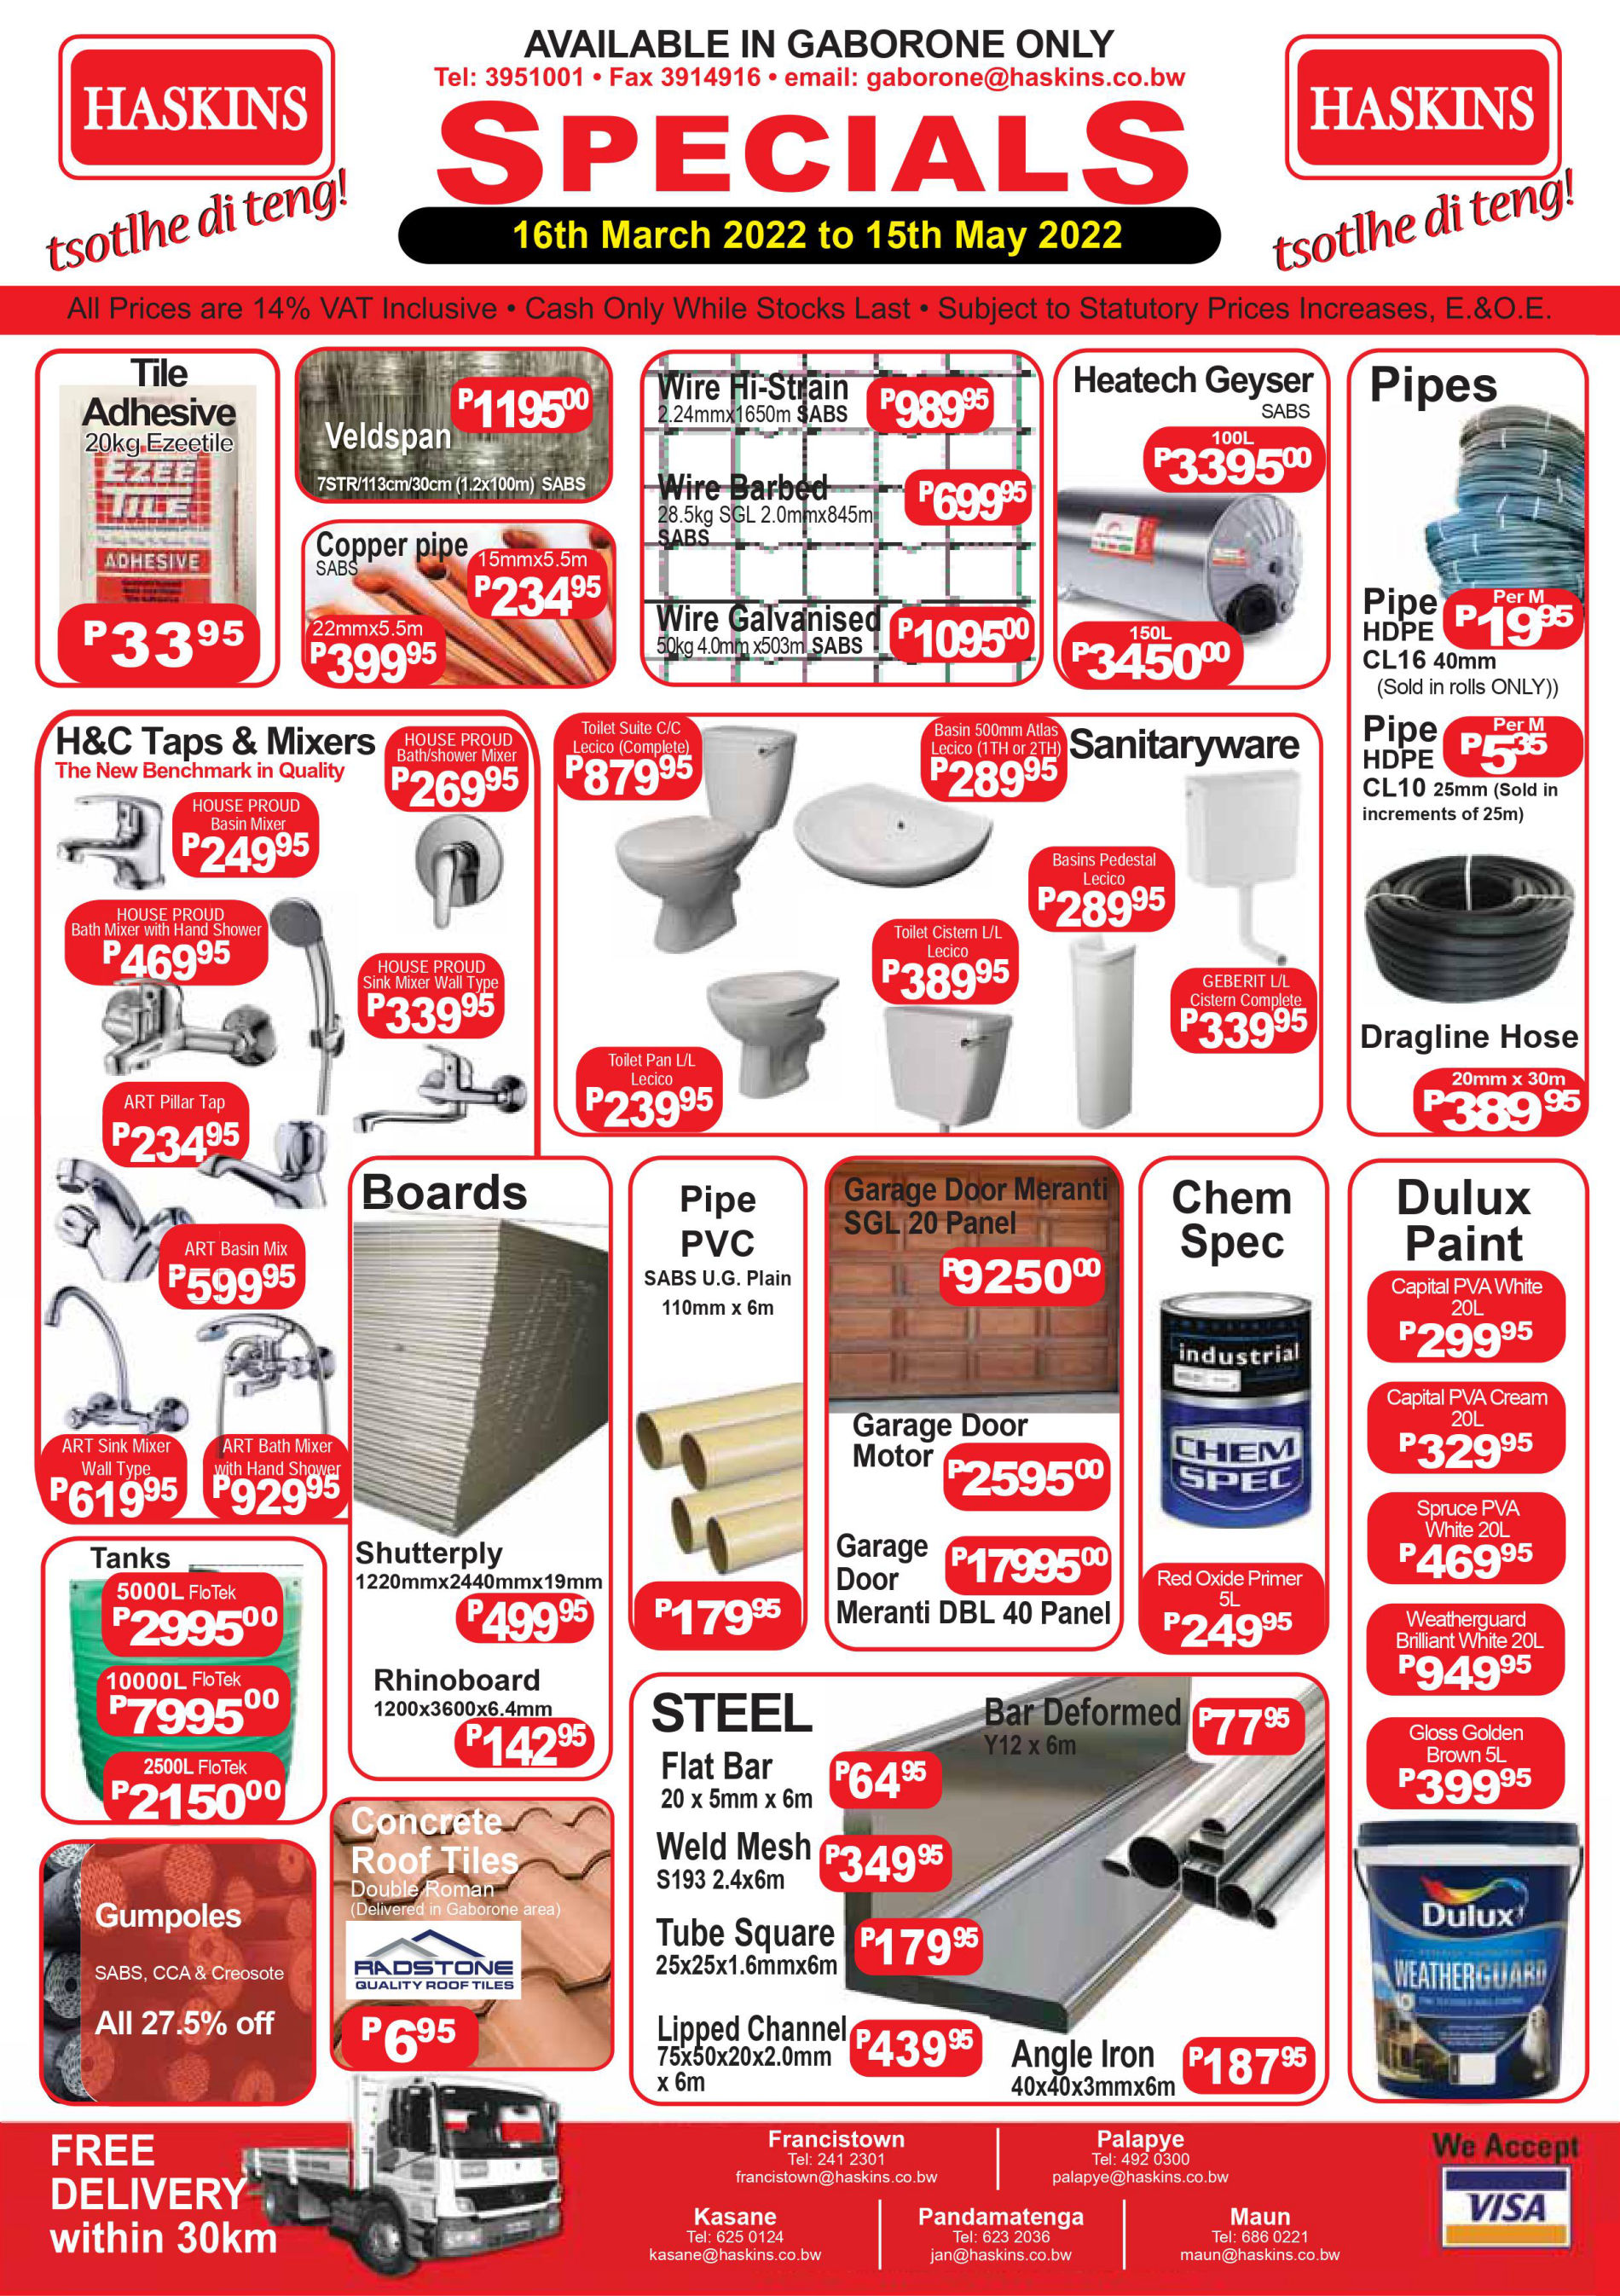 AVAILABLE IN GABORONE ONLY
Tel: 3951001 • Fax 3914916 • email: gaborone@haskins.co.bw
HASKINS
tsotlhe di teng!
SPECIALS
HASKINS
tsotlhe di teng!
16th March 2022 to 15th May 2022
All Prices are 14% VAT Inclusive • Cash Only While Stocks Last • Subject to Statutory Prices Increases, E.&O.E.
Tile
Adhesive
20kg Ezeetile
EZEE
TILE
ADHESIVE
P33 95
Veldspan
P1195 00
7STR/113cm/30cm (1.2x100m) SABS
Copper pipe
SABS
15mmx5.5m
P234 95
22mmx5.5m
P399 95
Wire Hi-Strain
2.24mmx1650m SABS
P989 95
Wire Barbed
28.5kg SGL 2.0mmx845m
SABS
P699 95
Wire Galvanised
50kg 4.0mm x503m SABS
P1095 00
Heatech Geyser
SABS
100L
P3395 00
150L
P3450 00
Pipes
Pipe
HDPE
CL16 40mm
(Sold in rolls ONLY))
Per M
P19 95
Pipe
HDPE
CL10 25mm (Sold in
increments of 25m)
Per M
P5 35
Dragline Hose
20mm x 30m
P389 95
H&C Taps & Mixers
The New Benchmark in Quality
HOUSE PROUD
Bath/shower Mixer
P269 95
HOUSE PROUD
Basin Mixer
P249 95
HOUSE PROUD
Bath Mixer with Hand Shower
P469 95
HOUSE PROUD
Sink Mixer Wall Type
P339 95
ART Pillar Tap
P234 95
ART Basin Mix
P599 95
ART Sink Mixer
Wall Type
P619 95
ART Bath Mixer
with Hand Shower
P929 95
Sanitaryware
Toilet Suite C/C
Lecico (Complete)
P879 95
Basin 500mm Atlas
Lecico (1TH or 2TH)
P289 95
Basins Pedestal
Lecico
P289 95
Toilet Cistern L/L
Lecico
P389 95
GEBERIT L/L
Cistern Complete
P339 95
Toilet Pan L/L
Lecico
P239 95
Boards
Shutterply
1220mmx2440mmx19mm
P499 95
Rhinoboard
1200x3600x6.4mm
P142 95
Pipe
PVC
SABS U.G. Plain
110mm x 6m
P179 95
Garage Door Meranti
SGL 20 Panel
P9250 00
Garage Door
Motor
P2595 00
Garage
Door
Meranti DBL 40 Panel
P17995 00
Chem
Spec
industrial
CHEM
SPEC
Red Oxide Primer
5L
P249 95
Dulux
Paint
Capital PVA White
20L
P299 95
Capital PVA Cream
20L
P329 95
Spruce PVA
White 20L
P469 95
Weatherguard
Brilliant White 20L
P949 95
Gloss Golden
Brown 5L
P399 95
Dulux
WEATHERGUARD
Tanks
5000L FloTek
P2995 00
10000L FloTek
P7995 00
2500L FloTek
P2150 00
Gumpoles
SABS, CCA & Creosote
All 27.5% off
Concrete
Roof Tiles
Double Roman
(Delivered in Gaborone area)
RADSTONE
QUALITY ROOF TILES
P6 95
STEEL
Bar Deformed
Y12 x 6m
P77 95
Flat Bar
20 x 5mm x 6m
P64 95
Weld Mesh
S193 2.4x6m
P349 95
Tube Square
25x25x1.6mmx6m
P179 95
Lipped Channel
75x50x20x2.0mm
x 6m
P439 95
Angle Iron
40x40x3mmx6m
P187 95
FREE
DELIVERY
within 30km
Francistown
Tel: 241 2301
francistown@haskins.co.bw
Palapye
Tel: 492 0300
palapye@haskins.co.bw
Kasane
Tel: 625 0124
kasane@haskins.co.bw
Pandamatenga
Tel: 623 2036
jan@haskins.co.bw
Maun
Tel: 686 0221
maun@haskins.co.bw
We Accept
VISA